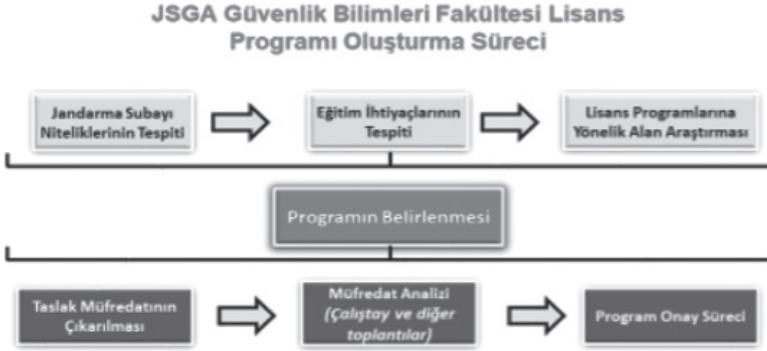 JSGA Güvenlik Bilimleri Fakültesi Lisans
Programı Oluşturma Süreci
Jandarma Subayı
Niteliklerinin Tespiti
Eğitim İhtiyaçlarının
Tespiti
Lisans Programlarına
Yönelik Alan Araştırması
Programın Belirlenmesi
Taslak Müfredatının
Çıkarılması
Müfredat Analizi
(Çalıştay ve diğer
toplantılar)
Program Onay Süreci